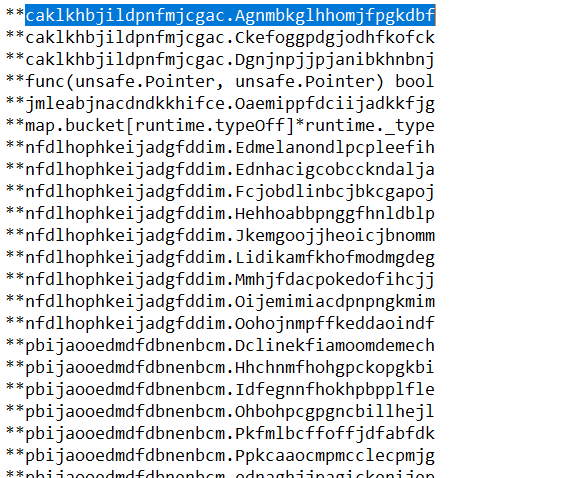 **caklkhbjildpnfmjcgac.Agnmbkglhhomjfpgkdbf
**caklkhbjildpnfmjcgac.Ckefoggpdgjodhfkofck
**caklkhbjildpnfmjcgac.Dgnjnpjjpjanibkhnbnj
**func(unsafe.Pointer, unsafe.Pointer) bool
**jmleabjnacdndkkhifce.Oaemippfdciijadkkfjg
**map.bucket[runtime.typeOff]*runtime._type
**nfdlhophkeijadgfddim.Edmelanondlpcpleefih
**nfdlhophkeijadgfddim.Ednhacigcobcckndalja
**nfdlhophkeijadgfddim.Fcjobdlinbcjbkcgapoj
**nfdlhophkeijadgfddim.Hehhoabbpnggfhnldblp
**nfdlhophkeijadgfddim.Jkemgoojjheoicjbnomm
**nfdlhophkeijadgfddim.Lidikamfkhofmodmgdeg
**nfdlhophkeijadgfddim.Mmhjfdacpokedofihcjj
**nfdlhophkeijadgfddim.Oijemimiacdpnpngkmim
**nfdlhophkeijadgfddim.Oohojnmpffkeddaoindf
**pbijaooedmdfdbnenbcm.Dclinekfiamoomdemech
**pbijaooedmdfdbnenbcm.Hhchnmfhohgpckopgkbi
**pbijaooedmdfdbnenbcm.Idfegnnfhokhpbpplfle
**pbijaooedmdfdbnenbcm.Ohbohpcgpgncbillhejl
**pbijaooedmdfdbnenbcm.Pkfmlbcffoffjdfabfdk
**pbijaooedmdfdbnenbcm.Ppkcaaocmpmcclecpmjg